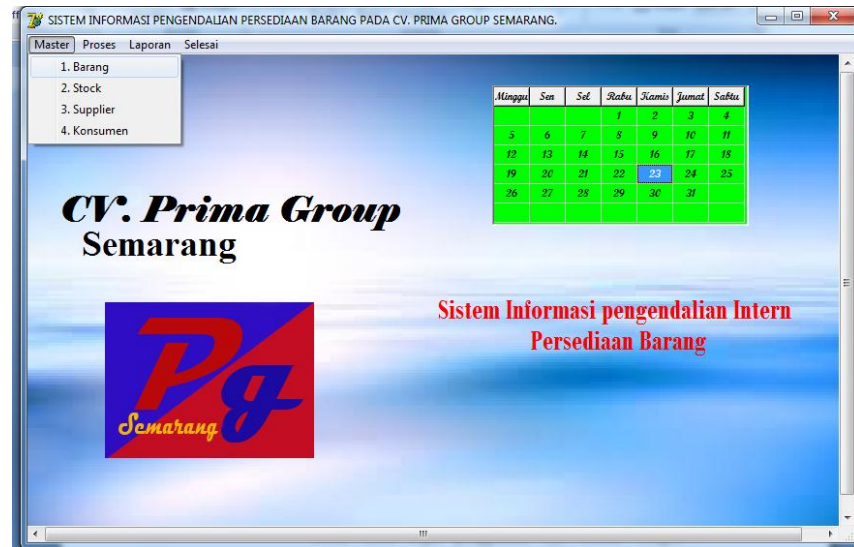 SISTEM INFORMASI PENGENDALIAN PERSEDIAAN BARANG PADA CV. PRIMA GROUP SEMARANG.
Master Proses Laporan Selesai
1. Barang
2. Stock
3. Supplier
4. Konsumen
Minggu Sen Sel Rabu Kamis Jumat Sabtu
1 2 3 4
5 6 7 8 9 10 11
12 13 14 15 16 17 18
19 20 21 22 23 24 25
26 27 28 29 30 31
CV. Prima Group
Semarang
Pg
Semarang
Sistem Informasi pengendalian Intern
Persediaan Barang